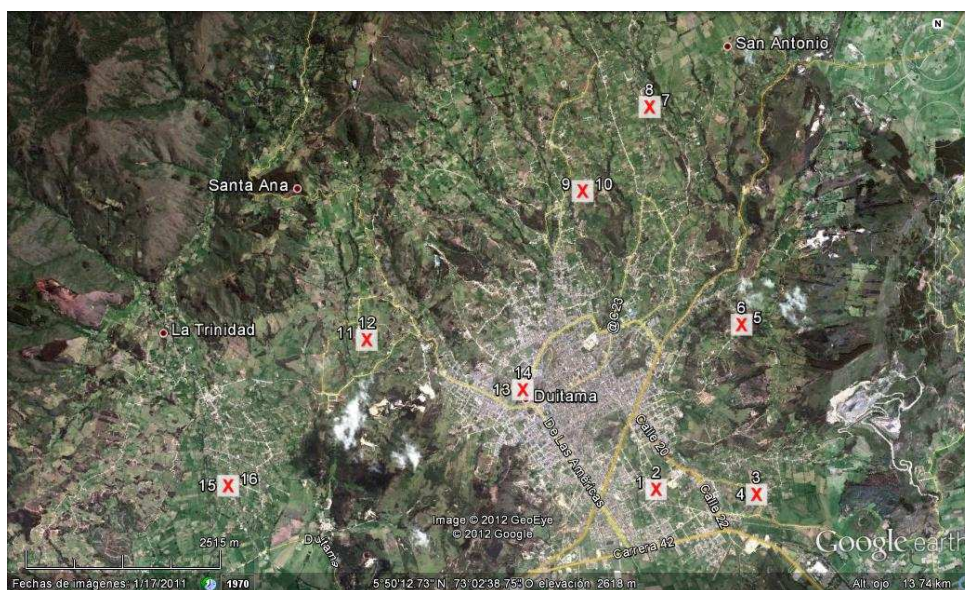 N
San Antonio
8
X 7
Santa Ana
9 X 10
@C-23
6
X 5
La Trinidad
12
11 X
14
13 X
Duitama
De Las Américas
Calle 20
2
1 X
3
4 X
Calle 22
15 X 16
Image © 2012 GeoEye
© 2012 Google
Carrera 42
Google earth
2515 m
Fechas de imágenes: 1/17/2011 1970 5°50'12.73" N, 73°02'38.75" O elevación 2618 m Alt. ojo 13.74 km